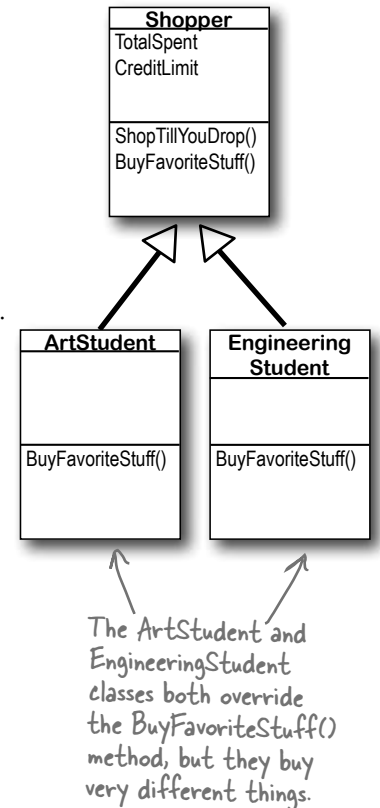 Shopper
TotalSpent
CreditLimit
ShopTillYouDrop()
BuyFavoriteStuff()
.
ArtStudent
BuyFavoriteStuff()
Engineering
Student
BuyFavoriteStuff()
The ArtStudent and
EngineeringStudent
classes both override
the BuyFavoriteStuff()
method, but they buy
very different things.